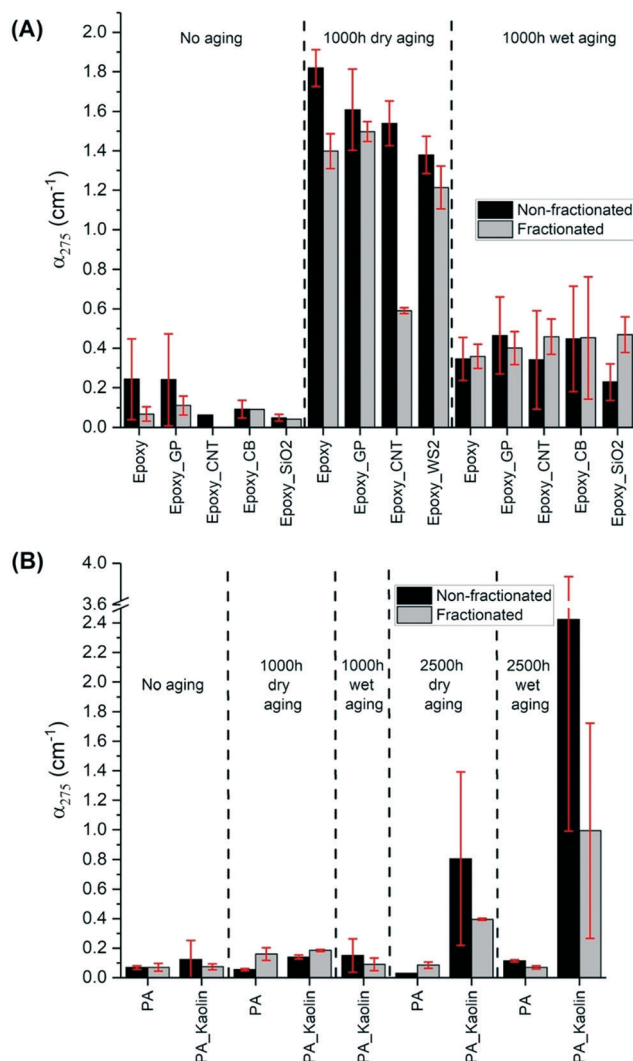 (A)
No aging
1000h dry aging
1000h wet aging
2.0
1.8
1.6
1.4
1.2
1.0
0.8
0.6
0.4
0.2
0.0
α275 (cm-1)
Non-fractionated
Fractionated
Epoxy
Epoxy_GP
Epoxy_CNT
Epoxy_CB
Epoxy_SiO2
Epoxy
Epoxy_GP
Epoxy_CNT
Epoxy_WS2
Epoxy
Epoxy_GP
Epoxy_CNT
Epoxy_CB
Epoxy_SiO2
(B)
4.0
3.6
2.4
2.2
2.0
1.8
1.6
1.4
1.2
1.0
0.8
0.6
0.4
0.2
0.0
α275 (cm-1)
Non-fractionated
Fractionated
No aging
1000h
dry
aging
1000h
wet
aging
2500h
dry
aging
2500h
wet
aging
PA
PA_Kaolin
PA
PA_Kaolin
PA_Kaolin
PA
PA_Kaolin
PA
PA_Kaolin